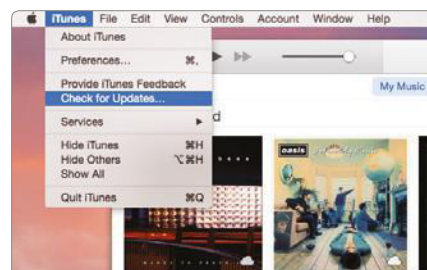 iTunes File Edit View Controls Account Window Help
About iTunes
Preferences... ⌘,
Provide iTunes Feedback
Check for Updates...
Services
Hide iTunes ⌘H
Hide Others ⌥⌘H
Show All
Quit iTunes ⌘Q
My Music
d
oasis